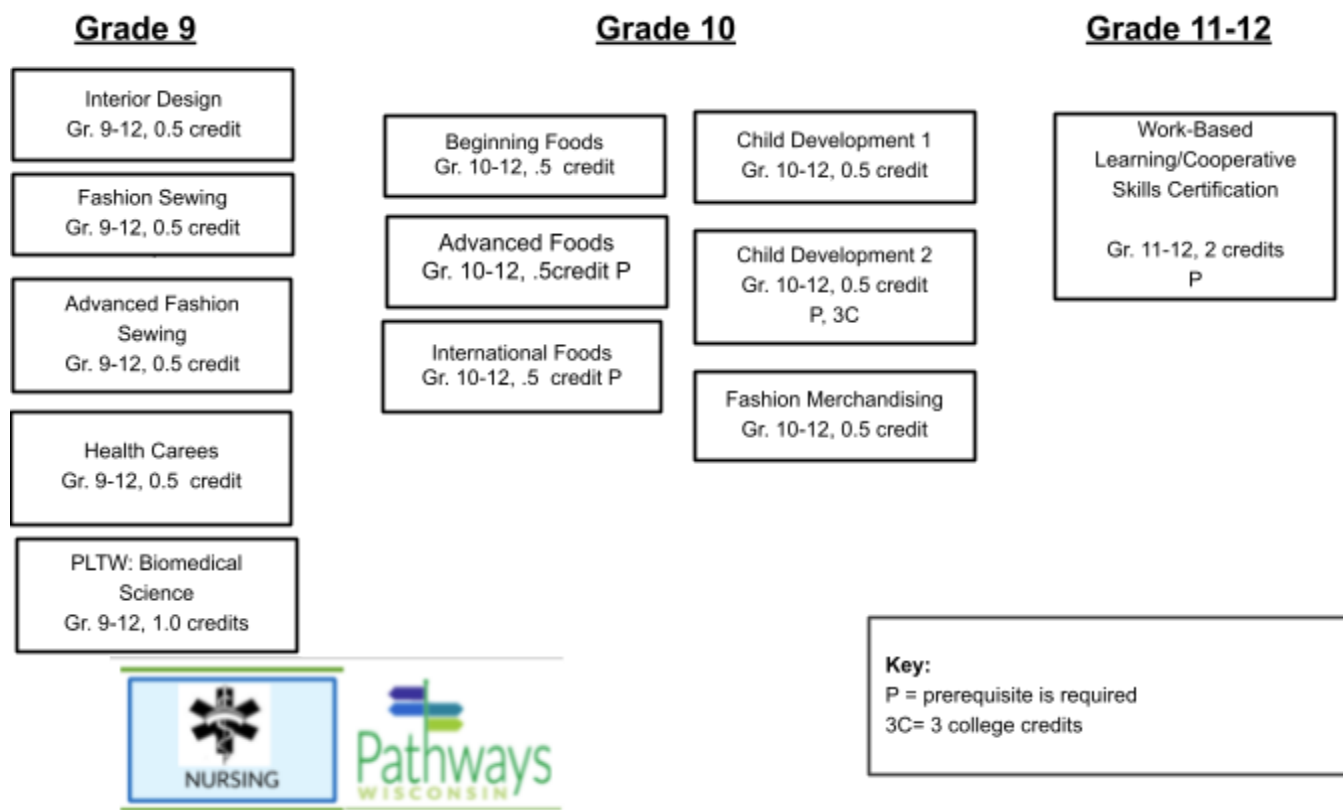 Grade 9
Interior Design
Gr. 9-12, 0.5 credit
Fashion Sewing
Gr. 9-12, 0.5 credit
Advanced Fashion
Sewing
Gr. 9-12, 0.5 credit
Health Carees
Gr. 9-12, 0.5 credit
PLTW: Biomedical
Science
Gr. 9-12, 1.0 credits
NURSING
Pathways
WISCONSIN
Grade 10
Beginning Foods
Gr. 10-12, .5 credit
Advanced Foods
Gr. 10-12, .5credit P
International Foods
Gr. 10-12, .5 credit P
Child Development 1
Gr. 10-12, 0.5 credit
Child Development 2
Gr. 10-12, 0.5 credit
P, 3C
Fashion Merchandising
Gr. 10-12, 0.5 credit
Grade 11-12
Work-Based
Learning/Cooperative
Skills Certification
Gr. 11-12, 2 credits
P
Key:
P = prerequisite is required
3C= 3 college credits